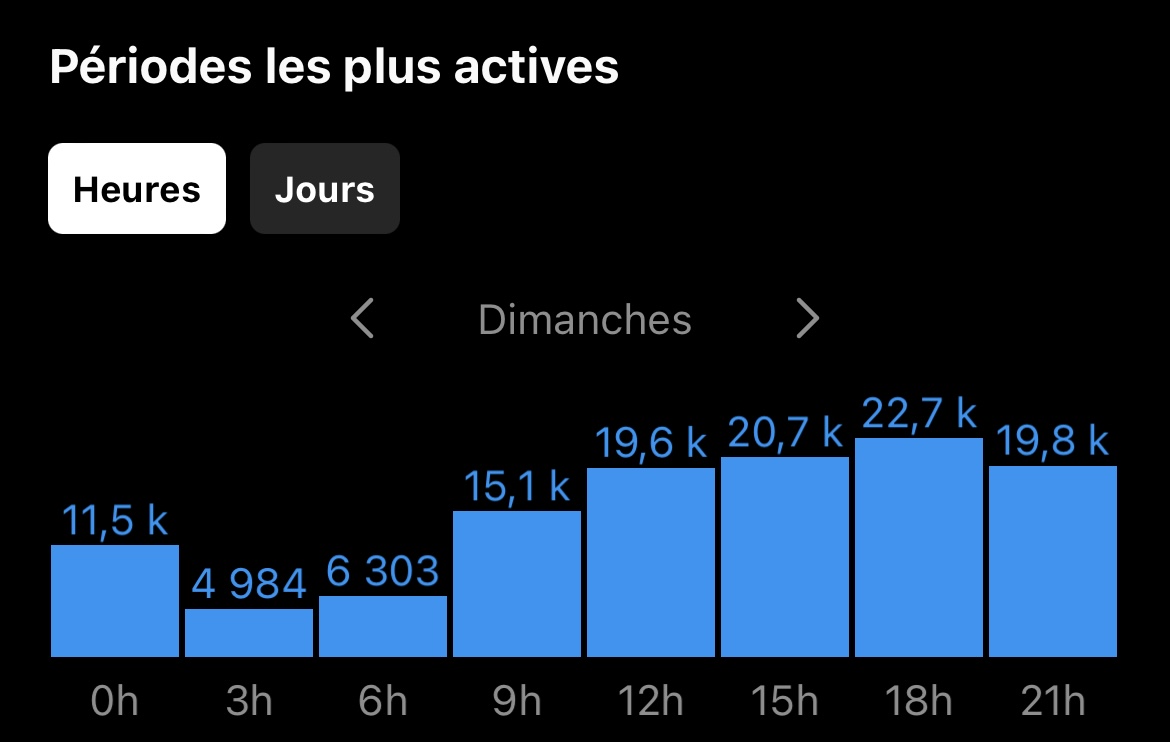 Périodes les plus actives
Heures Jours
Dimanches
11,5 k 4 984 6 303 15,1 k 19,6 k 20,7 k 22,7 k 19,8 k
0h 3h 6h 9h 12h 15h 18h 21h